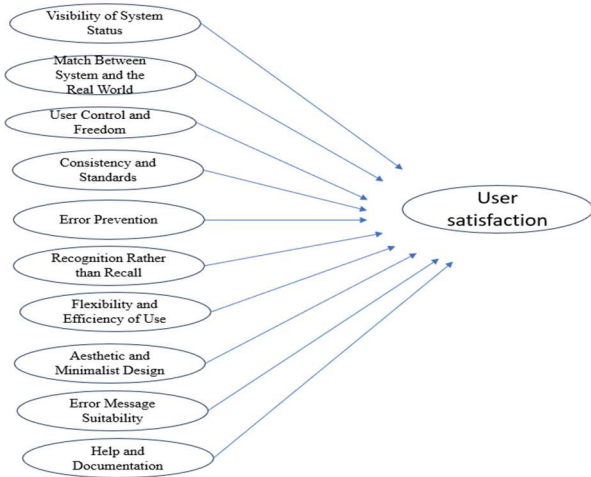 Visibility of System
Status
Match Between
System and the
Real World
User Control and
Freedom
Consistency and
Standards
Error Prevention
Recognition Rather
than Recall
Flexibility and
Efficiency of Use
Aesthetic and
Minimalist Design
Error Message
Suitability
Help and
Documentation
User
satisfaction